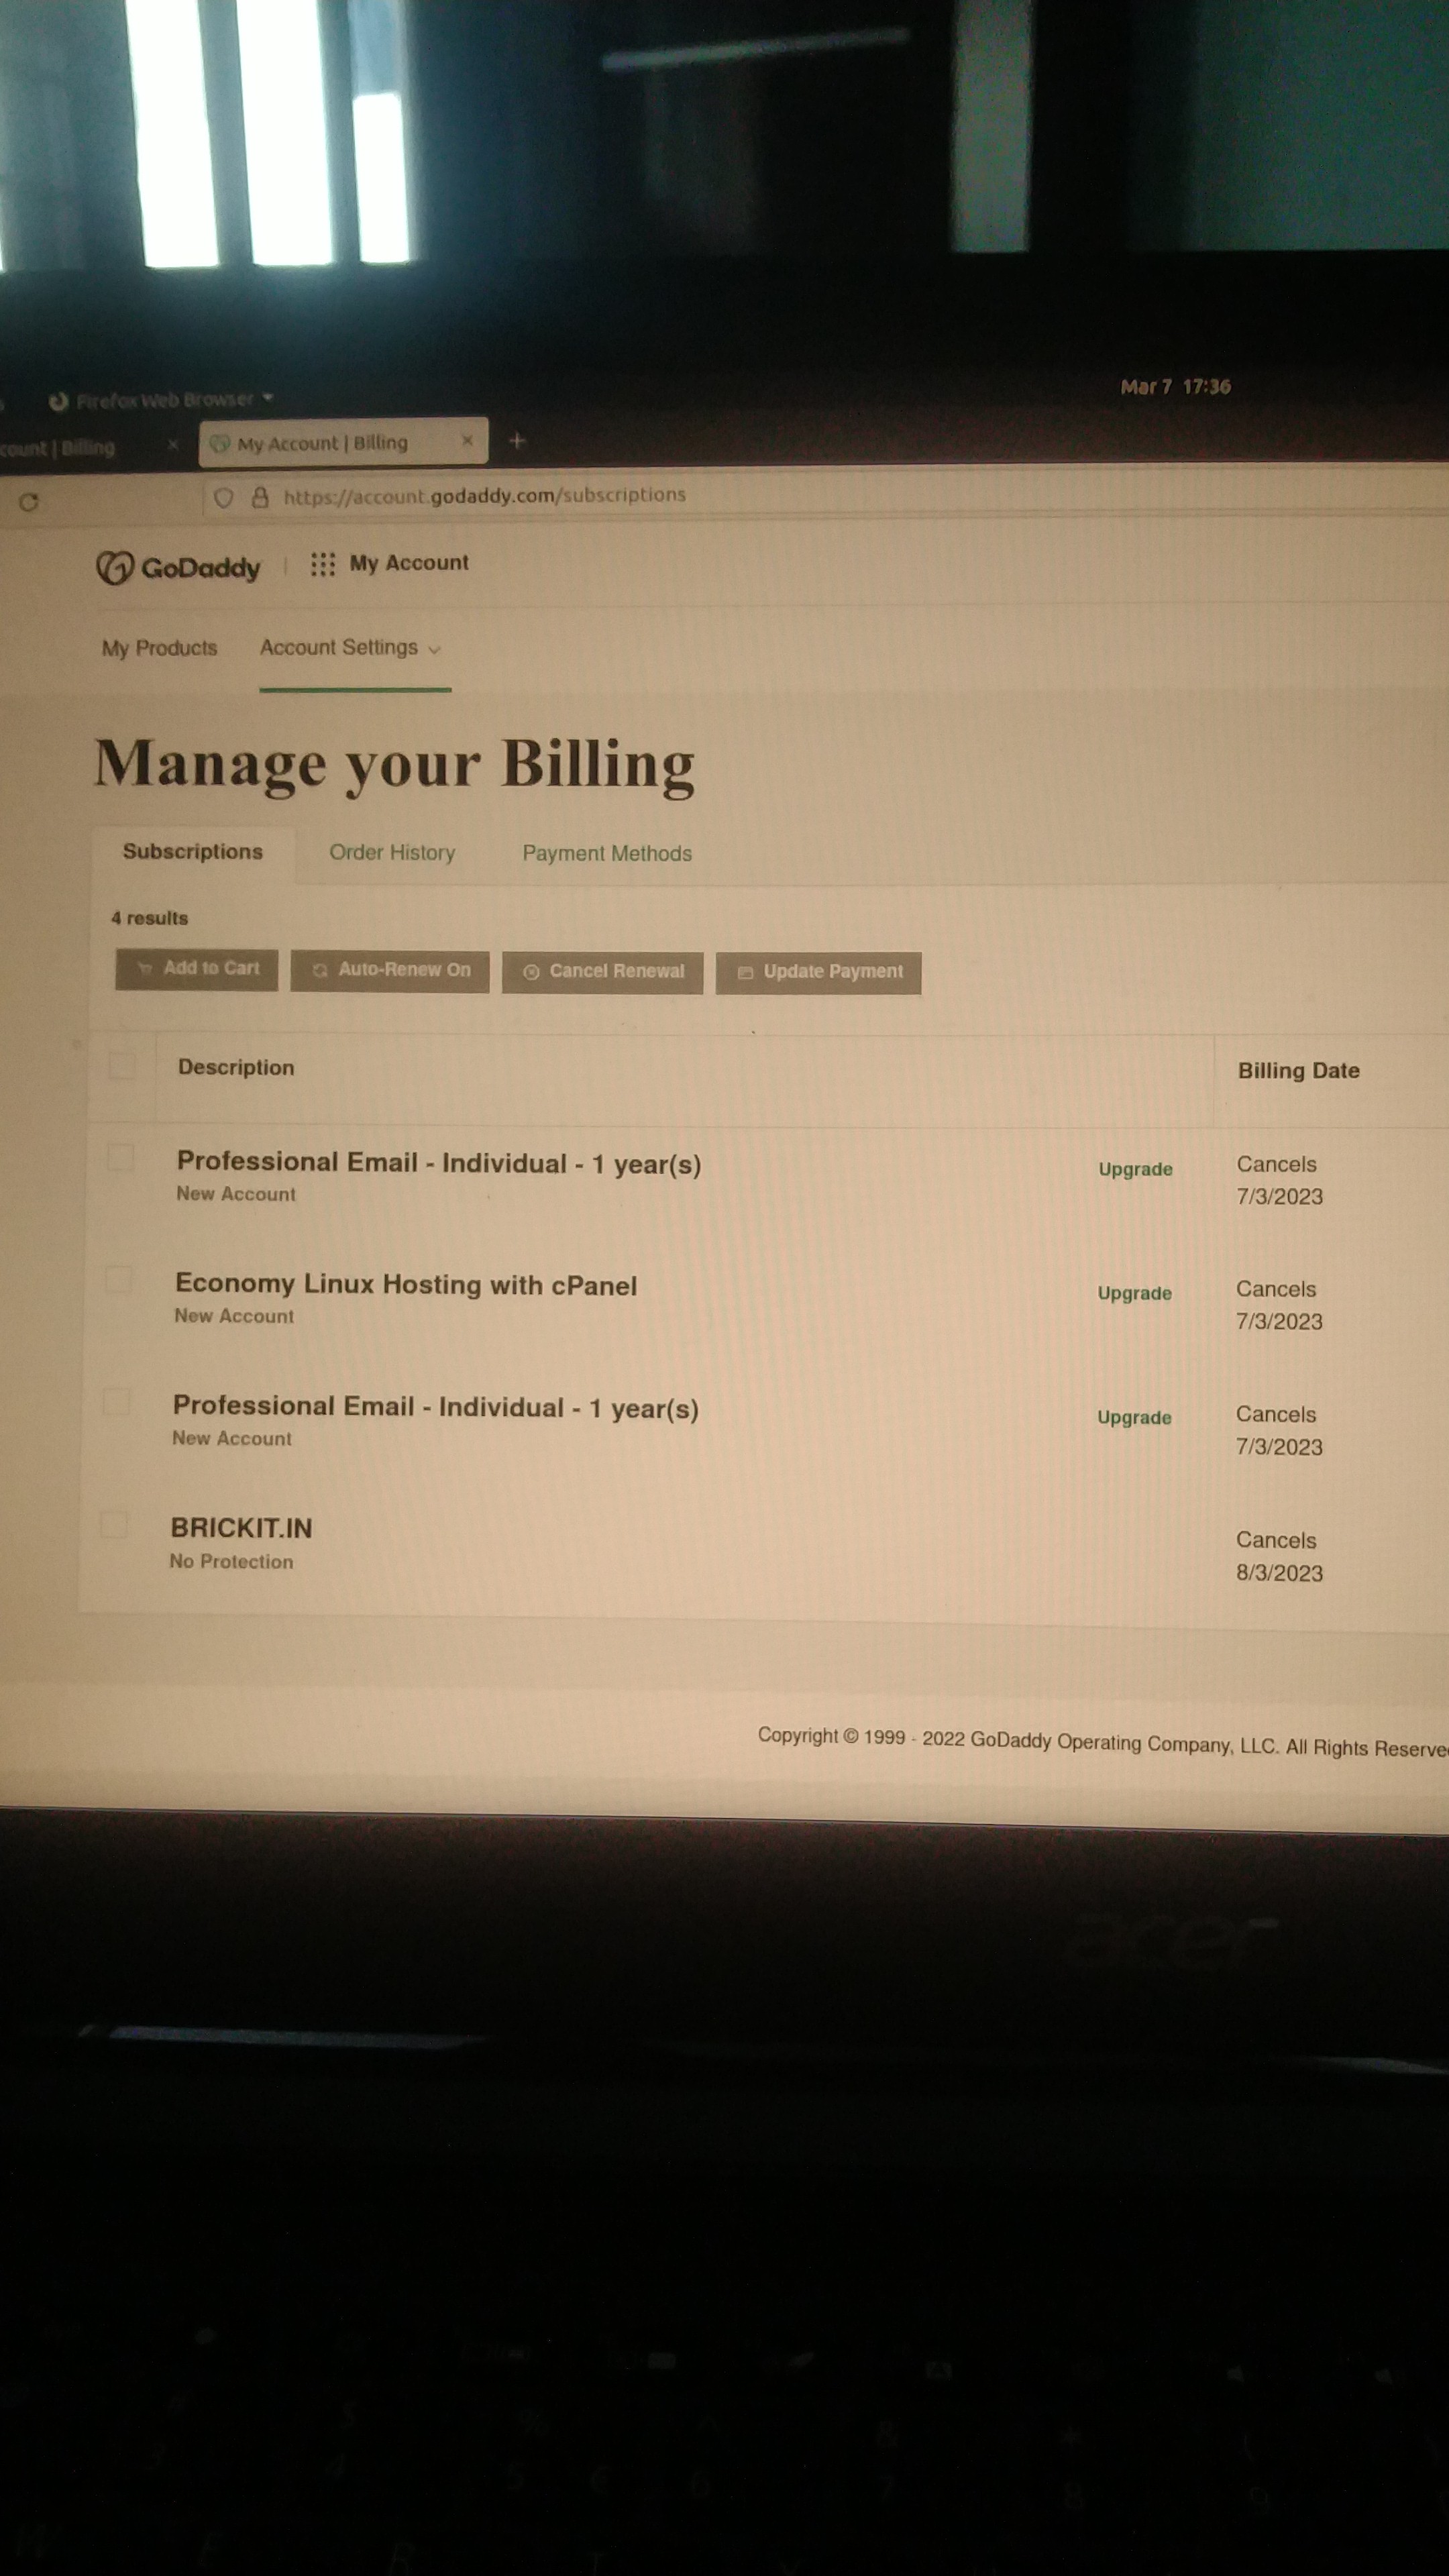 Firefox Web Browser
Mar 7 17:36
count | Billing
My Account | Billing
https://account.godaddy.com/subscriptions
GoDaddy
My Account
My Products
Account Settings
Manage your Billing
Subscriptions
Order History
Payment Methods
4 results
Add to Cart
Auto-Renew On
Cancel Renewal
Update Payment
Description
Billing Date
Professional Email - Individual - 1 year(s)
New Account
Upgrade
Cancels
7/3/2023
Economy Linux Hosting with cPanel
New Account
Upgrade
Cancels
7/3/2023
Professional Email - Individual - 1 year(s)
New Account
Upgrade
Cancels
7/3/2023
BRICKIT.IN
No Protection
Cancels
8/3/2023
Copyright © 1999 - 2022 GoDaddy Operating Company, LLC. All Rights Reserve
acer